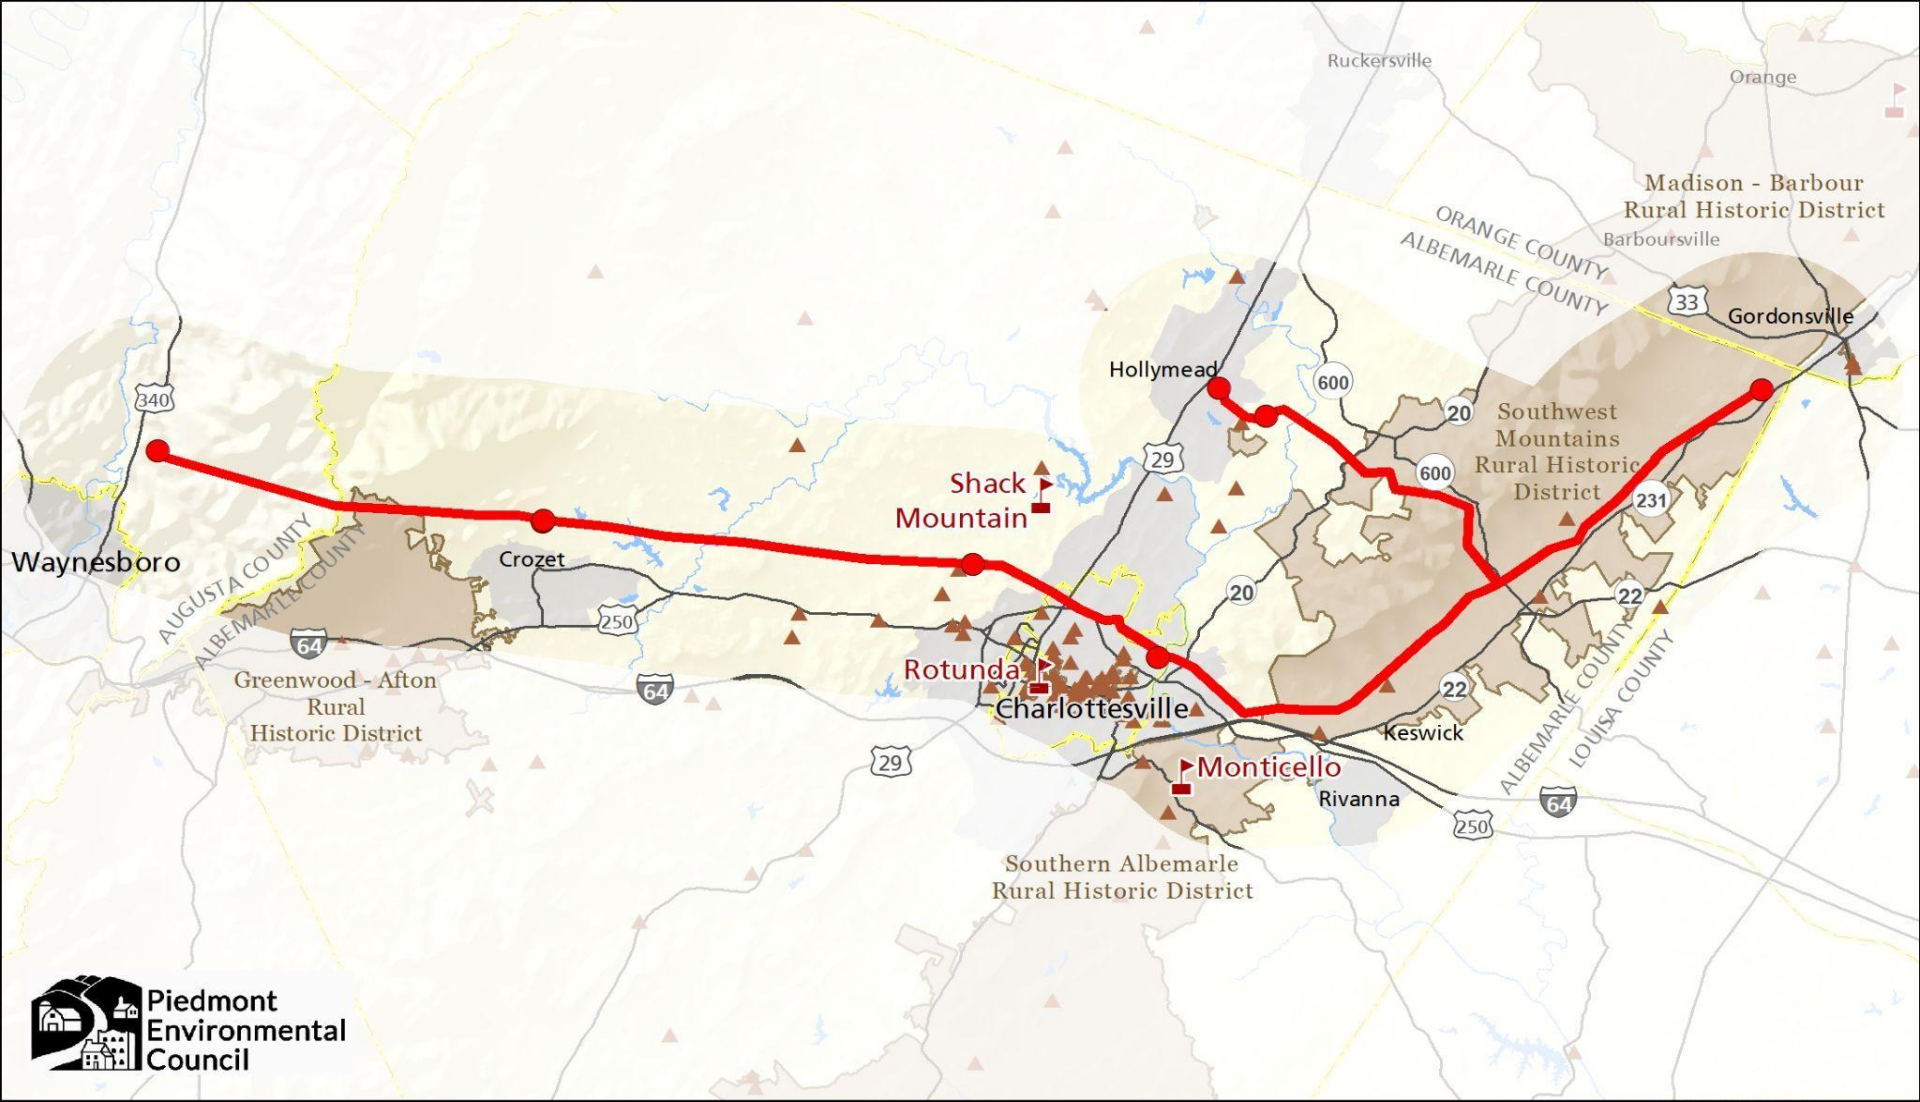 Ruckersville
Orange
Madison - Barbour
Rural Historic District
ORANGE COUNTY
ALBEMARLE COUNTY
Barboursville
33
Gordonsville
Hollymead
600
20
340
Southwest
Mountains
Rural Historic
District
29
600
231
Shack
Mountain
Waynesboro
AUGUSTA COUNTY
ALBEMARLE COUNTY
Crozet
20
22
250
64
Greenwood - Afton
Rural
Historic District
64
Rotunda
Charlottesville
22
Keswick
ALBEMARLE COUNTY
LOUISA COUNTY
29
Monticello
Rivanna
64
250
Southern Albemarle
Rural Historic District
Piedmont
Environmental
Council